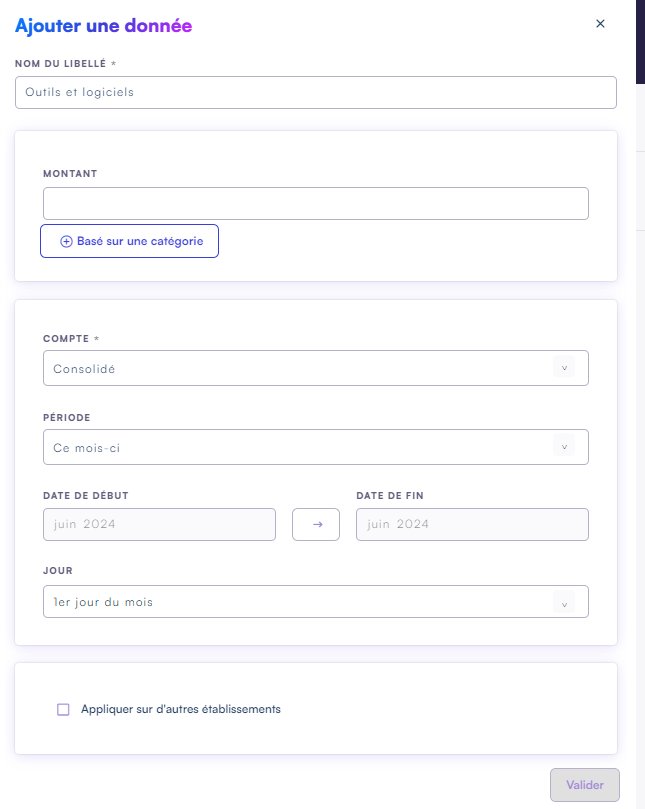 Ajouter une donnée
NOM DU LIBELLÉ *
Outils et logiciels
MONTANT
Basé sur une catégorie
COMPTE *
Consolidé
PÉRIODE
Ce mois-ci
DATE DE DÉBUT DATE DE FIN
juin 2024 → juin 2024
JOUR
1er jour du mois
Appliquer sur d'autres établissements
Valider